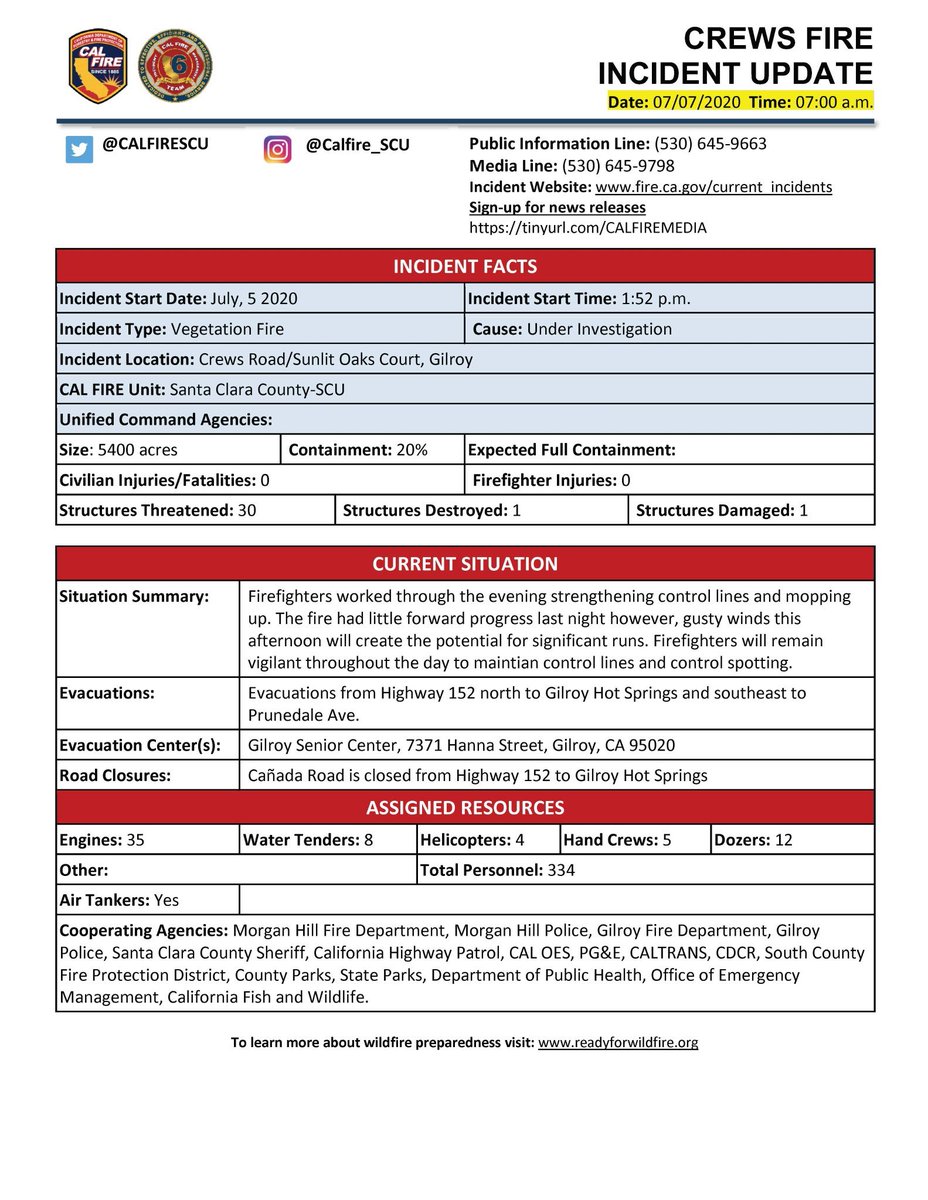 CREWS FIRE
INCIDENT UPDATE
Date: 07/07/2020 Time: 07:00 a.m.
CAL
FIRE
SINCE 1885
CAL FIRE
6
TEAM
@CALFIRESCU
@Calfire_SCU
Public Information Line: (530) 645-9663
Media Line: (530) 645-9798
Incident Website: www.fire.ca.gov/current_incidents
Sign-up for news releases
https://tinyurl.com/CALFIREMEDIA
INCIDENT FACTS
Incident Start Date: July, 5 2020
Incident Start Time: 1:52 p.m.
Incident Type: Vegetation Fire
Cause: Under Investigation
Incident Location: Crews Road/Sunlit Oaks Court, Gilroy
CAL FIRE Unit: Santa Clara County-SCU
Unified Command Agencies:
Size: 5400 acres
Containment: 20%
Expected Full Containment:
Civilian Injuries/Fatalities: 0
Firefighter Injuries: 0
Structures Threatened: 30
Structures Destroyed: 1
Structures Damaged: 1
CURRENT SITUATION
Situation Summary:
Firefighters worked through the evening strengthening control lines and mopping
up. The fire had little forward progress last night however, gusty winds this
afternoon will create the potential for significant runs. Firefighters will remain
vigilant throughout the day to maintian control lines and control spotting.
Evacuations:
Evacuations from Highway 152 north to Gilroy Hot Springs and southeast to
Prunedale Ave.
Evacuation Center(s):
Gilroy Senior Center, 7371 Hanna Street, Gilroy, CA 95020
Road Closures:
Cañada Road is closed from Highway 152 to Gilroy Hot Springs
ASSIGNED RESOURCES
Engines: 35
Water Tenders: 8
Helicopters: 4
Hand Crews: 5
Dozers: 12
Other:
Total Personnel: 334
Air Tankers: Yes
Cooperating Agencies: Morgan Hill Fire Department, Morgan Hill Police, Gilroy Fire Department, Gilroy
Police, Santa Clara County Sheriff, California Highway Patrol, CAL OES, PG&E, CALTRANS, CDCR, South County
Fire Protection District, County Parks, State Parks, Department of Public Health, Office of Emergency
Management, California Fish and Wildlife.
To learn more about wildfire preparedness visit: www.readyforwildfire.org